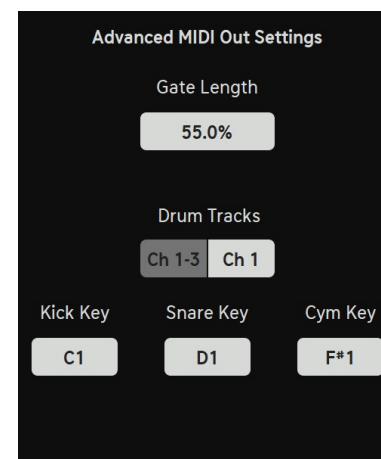 Advanced MIDI Out Settings
Gate Length
55.0%
Drum Tracks
Ch 1-3 Ch 1
Kick Key Snare Key Cym Key
C1 D1 F#1